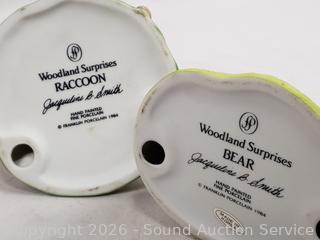 Woodland Surprises
RACCOON
Jacqueline B. Smith
HAND PAINTED
FINE PORCELAIN
© FRANKLIN PORCELAIN 1984
Woodland Surprises
BEAR
Jacqueline B. Smith
HAND PAINTED
FINE PORCELAIN
© FRANKLIN PORCELAIN 1984
Copyright 2026 - Sound Auction Service